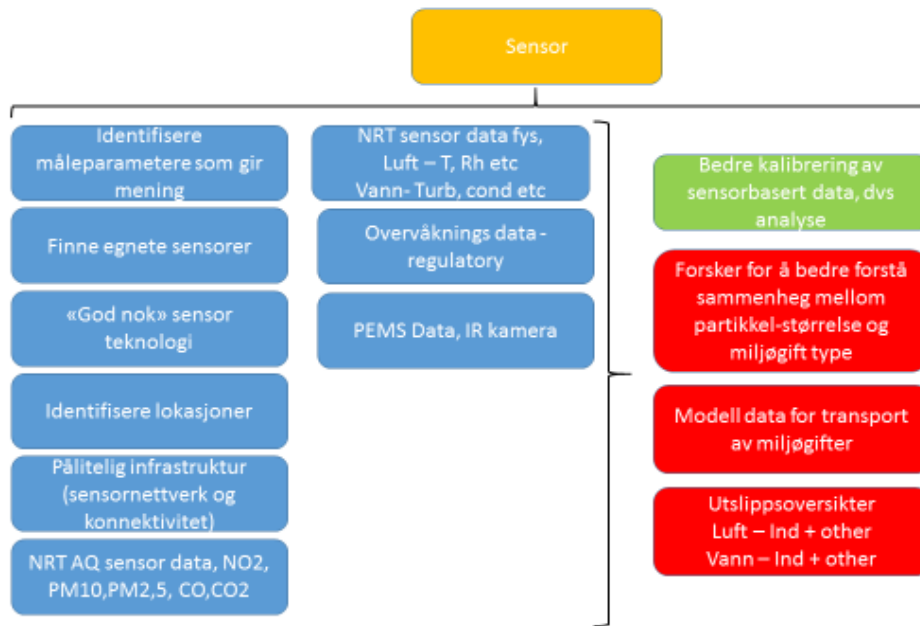 Sensor
Identifisere
måleparametere som gir
mening
Finne egnete sensorer
«God nok» sensor
teknologi
Identifisere lokasjoner
Pålitelig infrastruktur
(sensornettverk og
konnektivitet)
NRT AQ sensor data, NO2,
PM10,PM2,5, CO,CO2
NRT sensor data fys,
Luft – T, Rh etc
Vann- Turb, cond etc
Overvåknings data -
regulatory
PEMS Data, IR kamera
Bedre kalibrering av
sensorbasert data, dvs
analyse
Forsker for å bedre forstå
sammenheg mellom
partikkel-størrelse og
miljøgift type
Modell data for transport
av miljøgifter
Utslippsoversikter
Luft – Ind + other
Vann – Ind + other